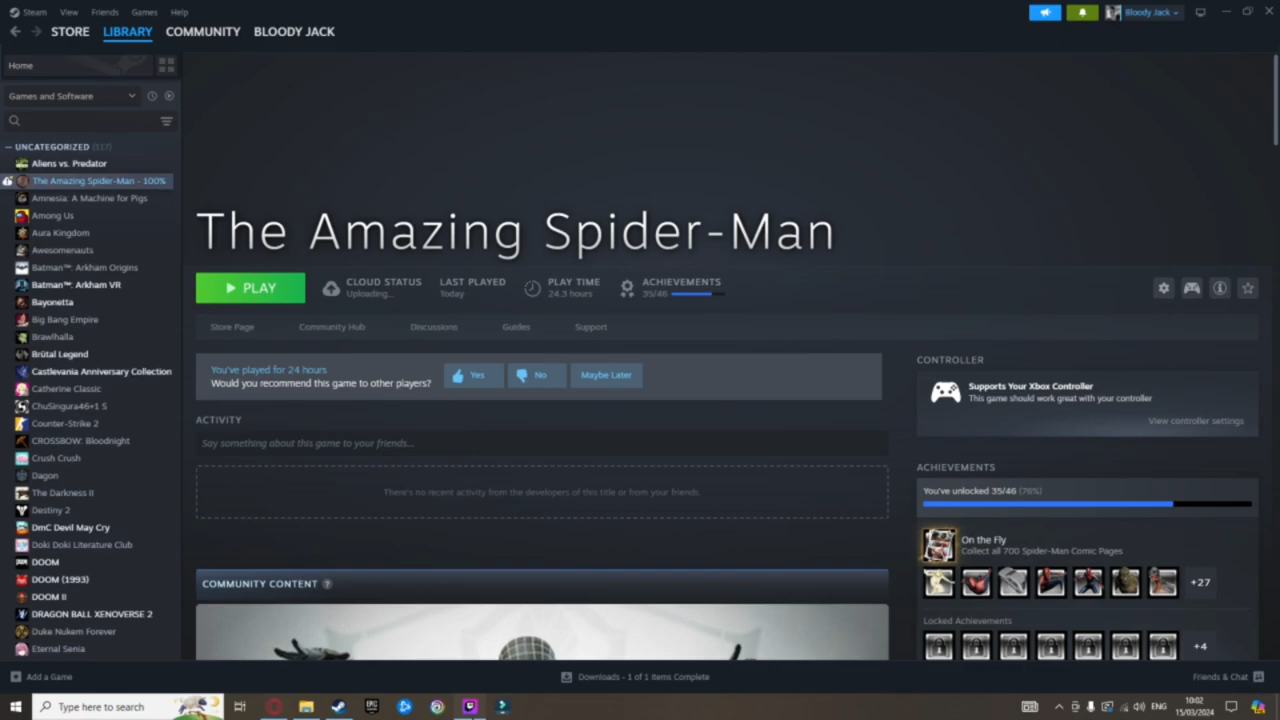 Steam View Friends Games Help Bloody Jack
STORE LIBRARY COMMUNITY BLOODY JACK
Home
Games and Software
UNCATEGORIZED (117)
Aliens vs. Predator
The Amazing Spider-Man - 100%
Amnesia: A Machine for Pigs
Among Us
Aura Kingdom
Awesomenauts
Batman™: Arkham Origins
Batman™: Arkham VR
Bayonetta
Big Bang Empire
Brawlhalla
Brütal Legend
Castlevania Anniversary Collection
Catherine Classic
ChuSingura46+1 S
Counter-Strike 2
CROSSBOW: Bloodnight
Crush Crush
Dagon
The Darkness II
Destiny 2
DmC Devil May Cry
Doki Doki Literature Club
DOOM
DOOM (1993)
DOOM II
DRAGON BALL XENOVERSE 2
Duke Nukem Forever
Eternal Senia
The Amazing Spider-Man
PLAY
CLOUD STATUS
Uploading...
LAST PLAYED
Today
PLAY TIME
24.3 hours
ACHIEVEMENTS
35/46
Store Page Community Hub Discussions Guides Support
You've played for 24 hours
Would you recommend this game to other players?
Yes No Maybe Later
ACTIVITY
Say something about this game to your friends...
There's no recent activity from the developers of this title or from your friends.
COMMUNITY CONTENT ?
CONTROLLER
Supports Your Xbox Controller
This game should work great with your controller
View controller settings
ACHIEVEMENTS
You've unlocked 35/46 (76%)
On the Fly
Collect all 700 Spider-Man Comic Pages
+27
Locked Achievements
+4
Add a Game
Downloads - 1 of 1 Items Complete
Friends & Chat
Type here to search
EPIC
GAMES
ENG
10:02
15/03/2024